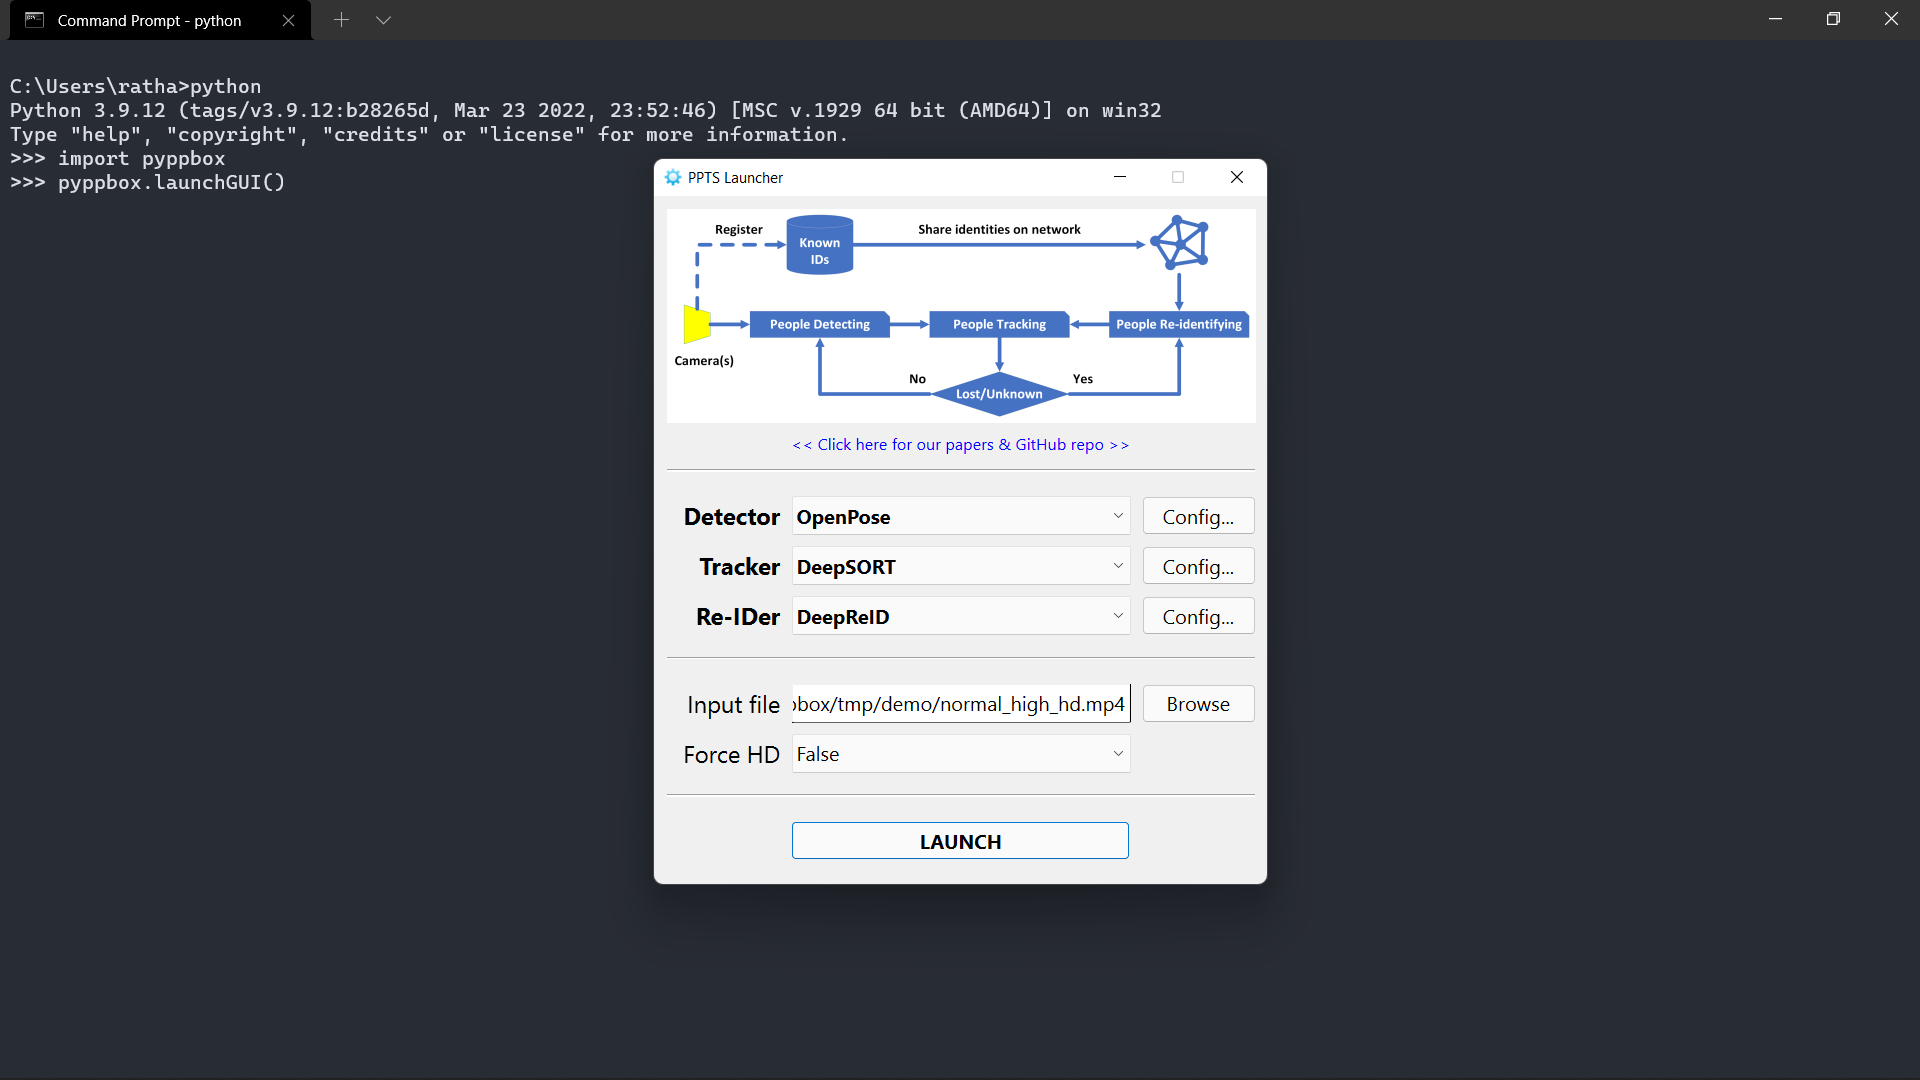 Command Prompt - python
C:\Users\ratha>python
Python 3.9.12 (tags/v3.9.12:b28265d, Mar 23 2022, 23:52:46) [MSC v.1929 64 bit (AMD64)] on win32
Type "help", "copyright", "credits" or "license" for more information.
>>> import pyppbox
>>> pyppbox.launchGUI()
PPTS Launcher
Register
Known
IDs
Share identities on network
People Detecting
People Tracking
People Re-identifying
Camera(s)
No
Lost/Unknown
Yes
<< Click here for our papers & GitHub repo >>
Detector OpenPose Config...
Tracker DeepSORT Config...
Re-IDer DeepReID Config...
Input file box/tmp/demo/normal_high_hd.mp4 Browse
Force HD False
LAUNCH